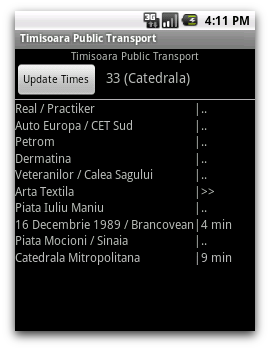 3G
4:11 PM
Timisoara Public Transport
Timisoara Public Transport
Update Times 33 (Catedrala)
Real / Practiker |..
Auto Europa / CET Sud |..
Petrom |..
Dermatina |..
Veteranilor / Calea Sagului |..
Arta Textila |>>
Piata Iuliu Maniu |..
16 Decembrie 1989 / Brancovean|4 min
Piata Mocioni / Sinaia |..
Catedrala Mitropolitana |9 min